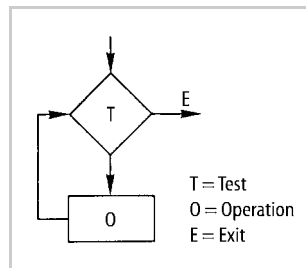 E
T
O
T = Test
O = Operation
E = Exit